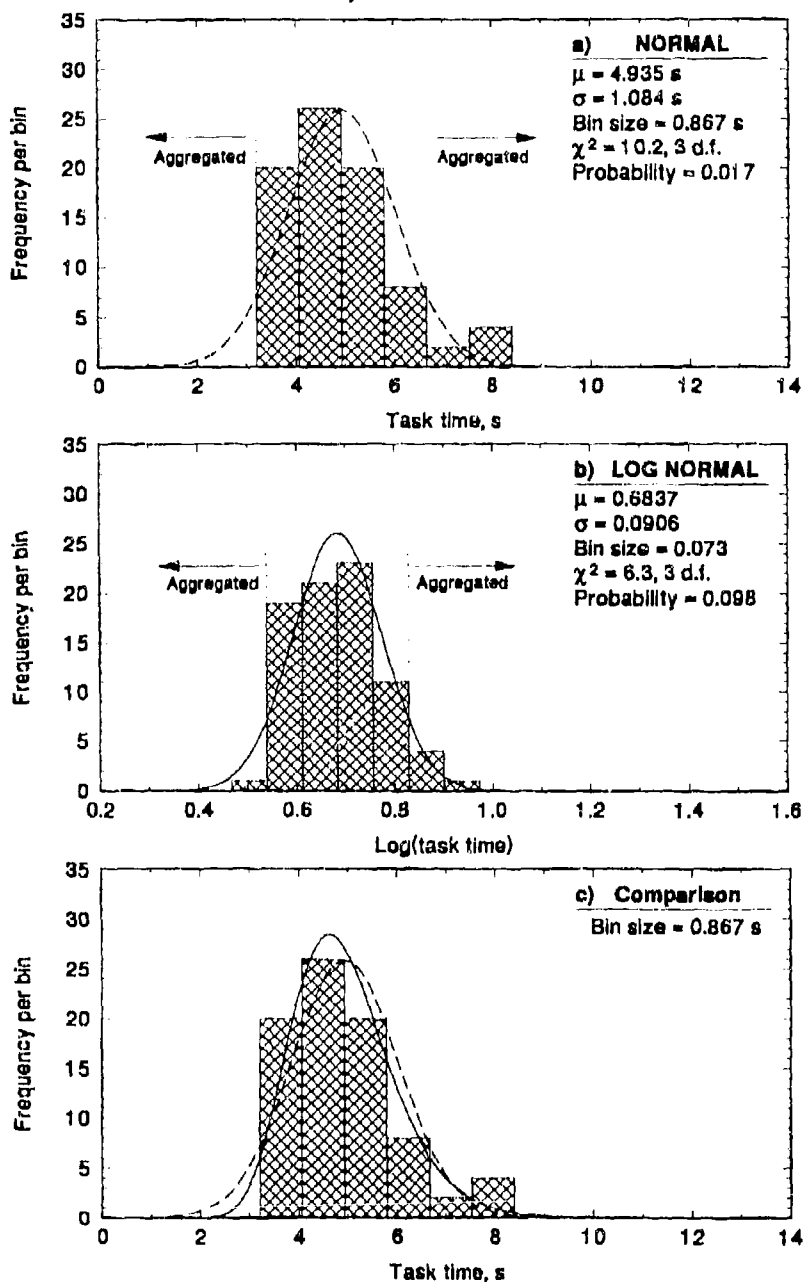 35
30
25
20
15
10
5
0
Frequency per bin
a) NORMAL
μ = 4.935 s
σ = 1.084 s
Bin size = 0.867 s
χ² = 10.2, 3 d.f.
Probability = 0.017
Aggregated
Aggregated
0 2 4 6 8 10 12 14
Task time, s
35
30
25
20
15
10
5
0
Frequency per bin
b) LOG NORMAL
μ = 0.6837
σ = 0.0906
Bin size = 0.073
χ² = 6.3, 3 d.f.
Probability = 0.098
Aggregated
Aggregated
0.2 0.4 0.6 0.8 1.0 1.2 1.4 1.6
Log(task time)
35
30
25
20
15
10
5
0
Frequency per bin
c) Comparison
Bin size = 0.867 s
0 2 4 6 8 10 12 14
Task time, s